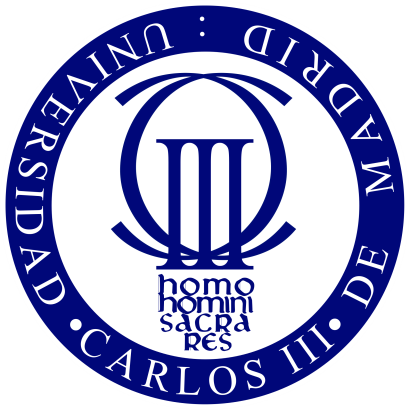 : UNIVERSIDAD • CARLOS III • DE MADRID
III
homo
homini
sacra
res